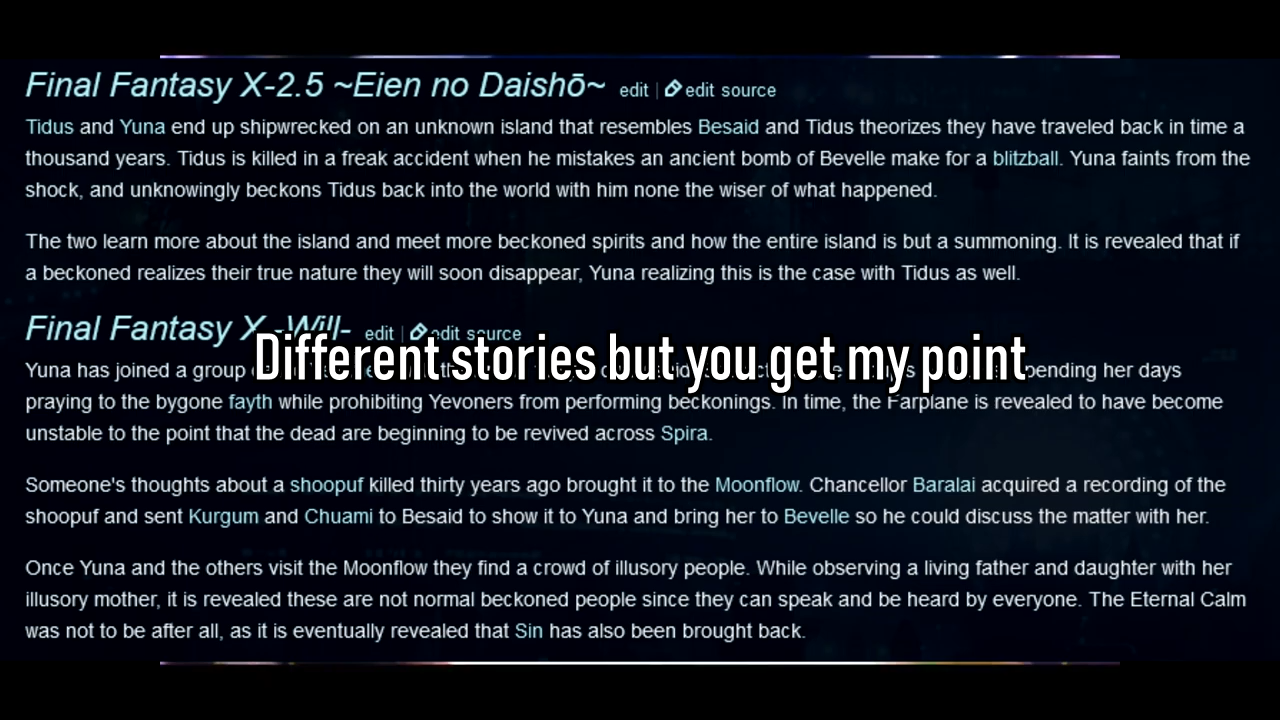 Final Fantasy X-2.5 ~Eien no Daishō~ edit | edit source
Tidus and Yuna end up shipwrecked on an unknown island that resembles Besaid and Tidus theorizes they have traveled back in time a
thousand years. Tidus is killed in a freak accident when he mistakes an ancient bomb of Bevelle make for a blitzball. Yuna faints from the
shock, and unknowingly beckons Tidus back into the world with him none the wiser of what happened.
The two learn more about the island and meet more beckoned spirits and how the entire island is but a summoning. It is revealed that if
a beckoned realizes their true nature they will soon disappear, Yuna realizing this is the case with Tidus as well.
Final Fantasy X -Will- edit | edit source
Different stories but you get my point
Yuna has joined a group pending her days
praying to the bygone fayth while prohibiting Yevoners from performing beckonings. In time, the Farplane is revealed to have become
unstable to the point that the dead are beginning to be revived across Spira.
Someone's thoughts about a shoopuf killed thirty years ago brought it to the Moonflow. Chancellor Baralai acquired a recording of the
shoopuf and sent Kurgum and Chuami to Besaid to show it to Yuna and bring her to Bevelle so he could discuss the matter with her.
Once Yuna and the others visit the Moonflow they find a crowd of illusory people. While observing a living father and daughter with her
illusory mother, it is revealed these are not normal beckoned people since they can speak and be heard by everyone. The Eternal Calm
was not to be after all, as it is eventually revealed that Sin has also been brought back.